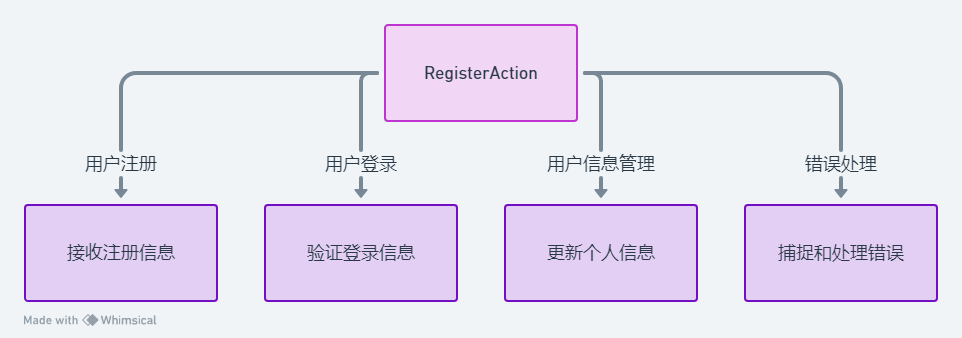 RegisterAction
用户注册
用户登录
用户信息管理
错误处理
接收注册信息
验证登录信息
更新个人信息
捕捉和处理错误
Made with Whimsical